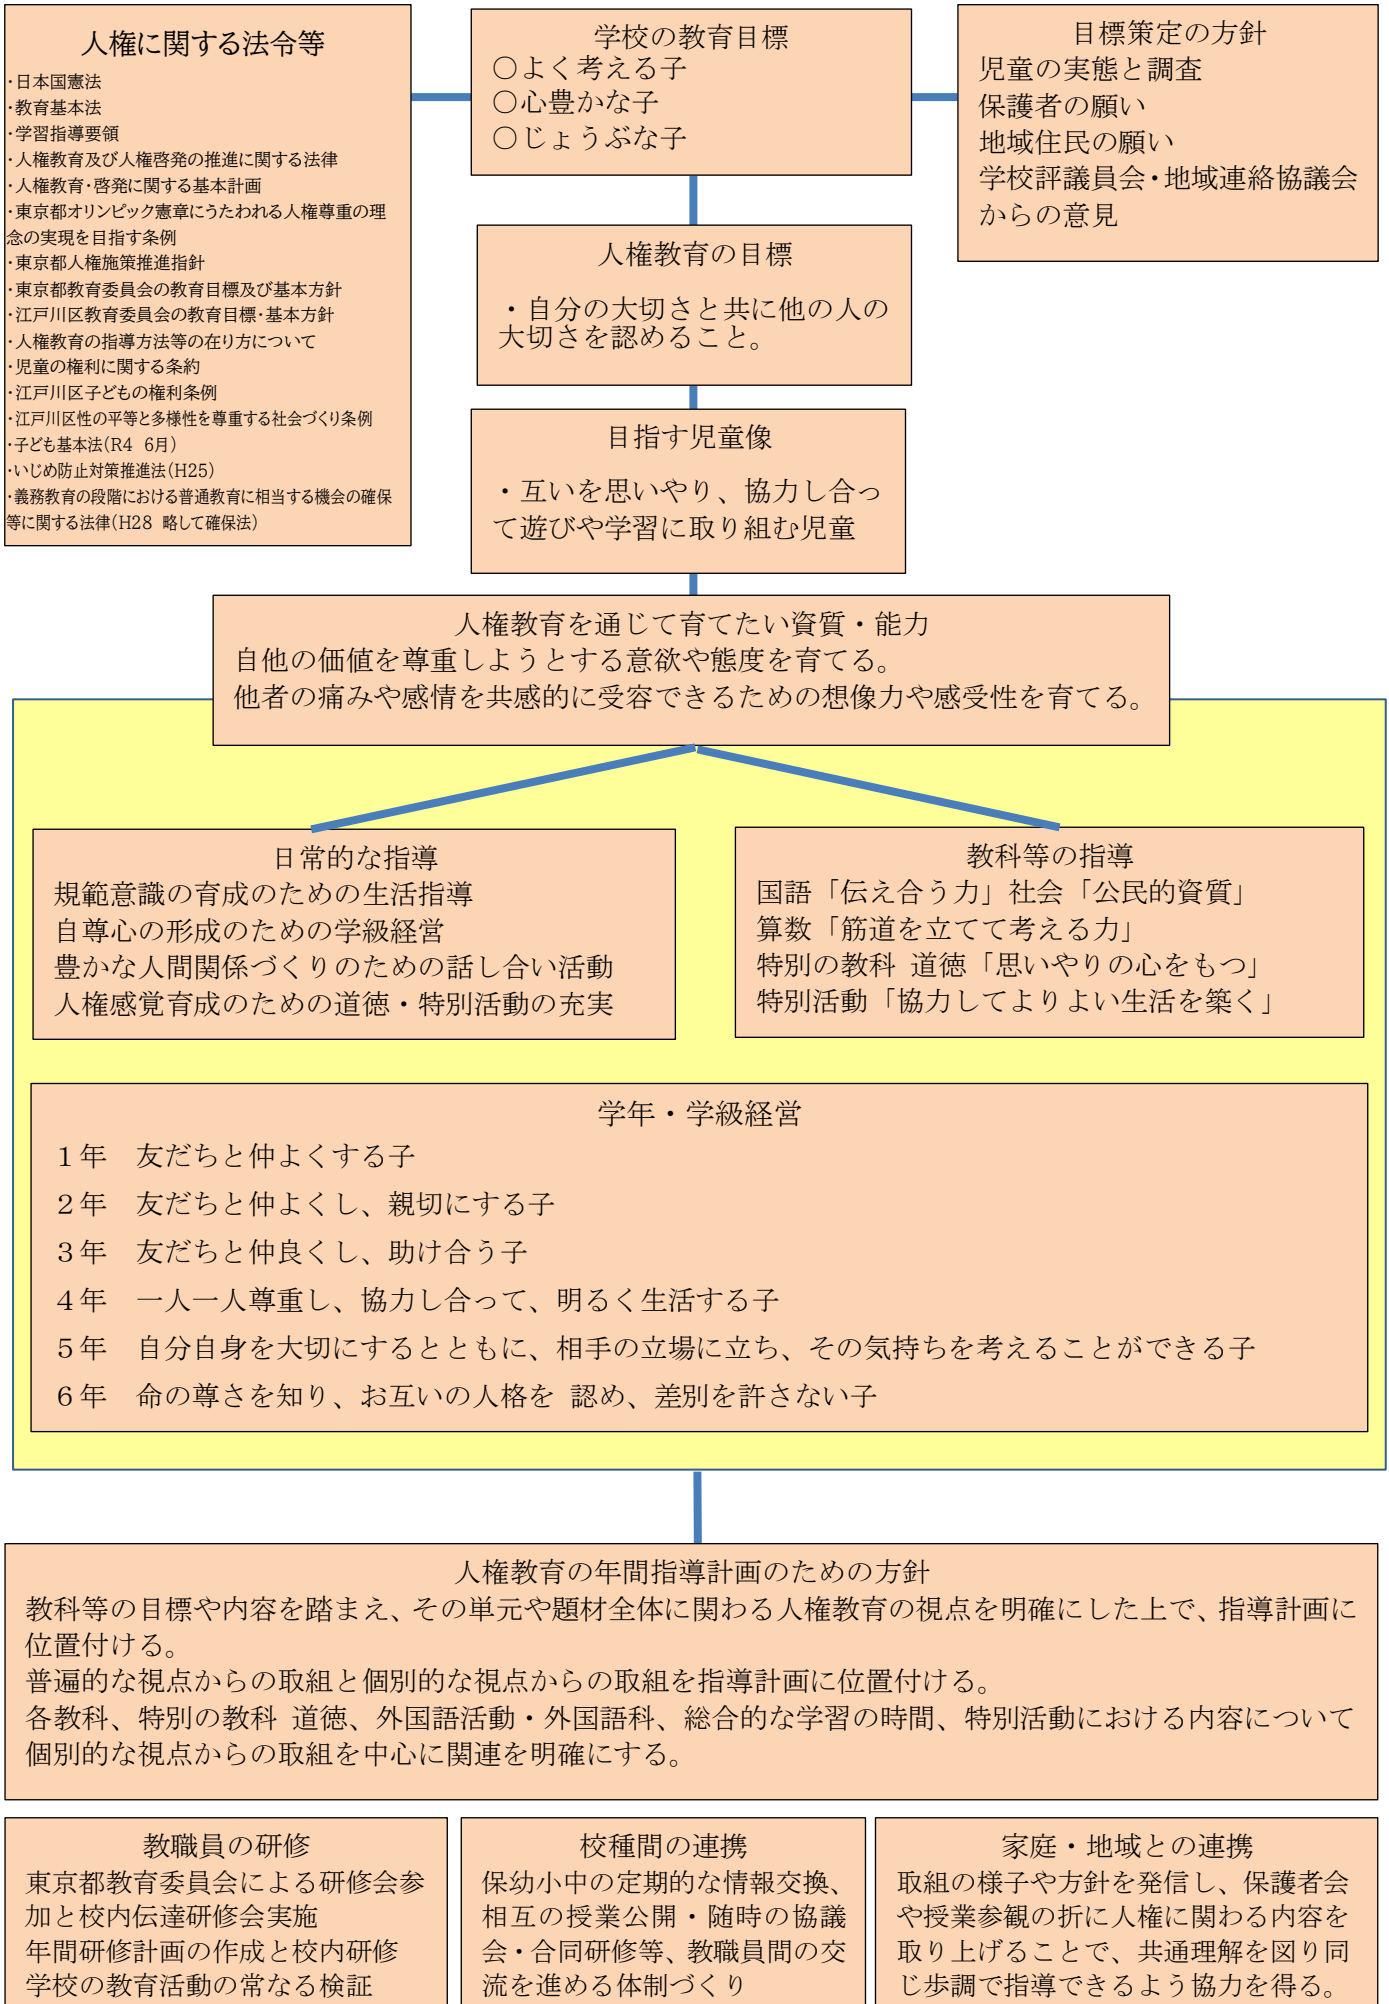 人権に関する法令等
・日本国憲法
・教育基本法
・学習指導要領
・人権教育及び人権啓発の推進に関する法律
・人権教育・啓発に関する基本計画
・東京都オリンピック憲章にうたわれる人権尊重の理
念の実現を目指す条例
・東京都人権施策推進指針
・東京都教育委員会の教育目標及び基本方針
・江戸川区教育委員会の教育目標・基本方針
・人権教育の指導方法等の在り方について
・児童の権利に関する条約
・江戸川区子どもの権利条例
・江戸川区性の平等と多様性を尊重する社会づくり条例
・子ども基本法(R4 6月)
・いじめ防止対策推進法(H25)
・義務教育の段階における普通教育に相当する機会の確保
等に関する法律(H28 略して確保法)
学校の教育目標
○よく考える子
○心豊かな子
○じょうぶな子
目標策定の方針
児童の実態と調査
保護者の願い
地域住民の願い
学校評議員会・地域連絡協議会
からの意見
人権教育の目標
・自分の大切さと共に他の人の
大切さを認めること。
目指す児童像
・互いを思いやり、協力し合っ
て遊びや学習に取り組む児童
人権教育を通じて育てたい資質・能力
自他の価値を尊重しようとする意欲や態度を育てる。
他者の痛みや感情を共感的に受容できるための想像力や感受性を育てる。
日常的な指導
規範意識の育成のための生活指導
自尊心の形成のための学級経営
豊かな人間関係づくりのための話し合い活動
人権感覚育成のための道徳・特別活動の充実
教科等の指導
国語「伝え合う力」社会「公民的資質」
算数「筋道を立てて考える力」
特別の教科 道徳「思いやりの心をもつ」
特別活動「協力してよりよい生活を築く」
学年・学級経営
1年 友だちと仲よくする子
2年 友だちと仲よくし、親切にする子
3年 友だちと仲良くし、助け合う子
4年 一人一人尊重し、協力し合って、明るく生活する子
5年 自分自身を大切にするとともに、相手の立場に立ち、その気持ちを考えることができる子
6年 命の尊さを知り、お互いの人格を 認め、差別を許さない子
人権教育の年間指導計画のための方針
教科等の目標や内容を踏まえ、その単元や題材全体に関わる人権教育の視点を明確にした上で、指導計画に
位置付ける。
普遍的な視点からの取組と個別的な視点からの取組を指導計画に位置付ける。
各教科、特別の教科 道徳、外国語活動・外国語科、総合的な学習の時間、特別活動における内容について
個別的な視点からの取組を中心に関連を明確にする。
教職員の研修
東京都教育委員会による研修会参
加と校内伝達研修会実施
年間研修計画の作成と校内研修
学校の教育活動の常なる検証
校種間の連携
保幼小中の定期的な情報交換、
相互の授業公開・随時の協議
会・合同研修等、教職員間の交
流を進める体制づくり
家庭・地域との連携
取組の様子や方針を発信し、保護者会
や授業参観の折に人権に関わる内容を
取り上げることで、共通理解を図り同
じ歩調で指導できるよう協力を得る。